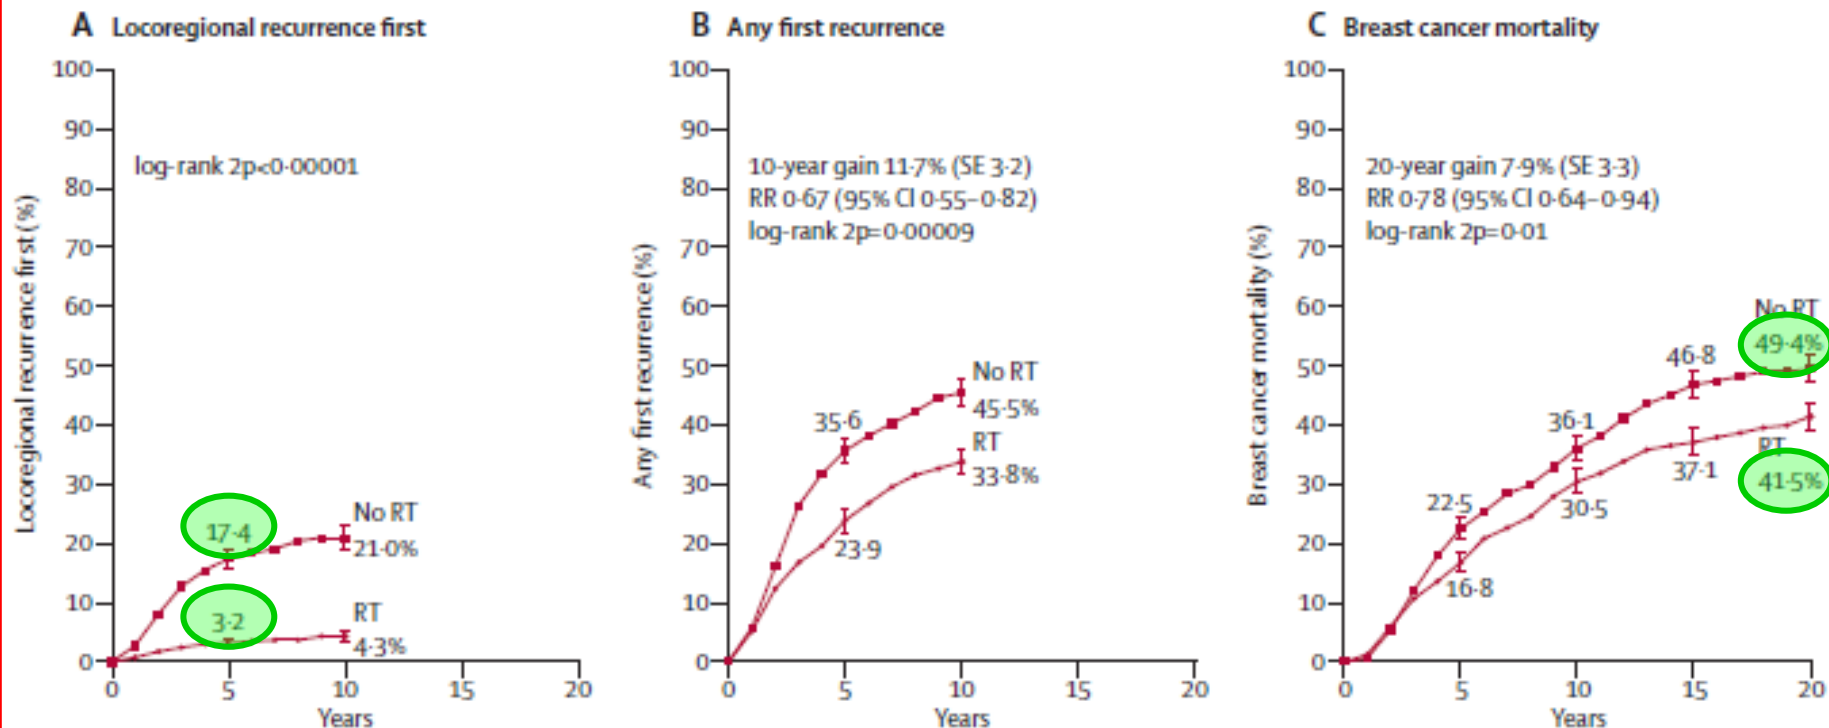 A Locoregional recurrence first
Locoregional recurrence first (%)
100
90
80
70
60
50
40
30
20
10
0
log-rank 2p<0·00001
17·4
3·2
No RT
21·0%
RT
4·3%
0 5 10 15 20
Years
B Any first recurrence
Any first recurrence (%)
100
90
80
70
60
50
40
30
20
10
0
10-year gain 11·7% (SE 3·2)
RR 0·67 (95% CI 0·55–0·82)
log-rank 2p=0·00009
35·6
23·9
No RT
45·5%
RT
33·8%
0 5 10 15 20
Years
C Breast cancer mortality
Breast cancer mortality (%)
100
90
80
70
60
50
40
30
20
10
0
20-year gain 7·9% (SE 3·3)
RR 0·78 (95% CI 0·64–0·94)
log-rank 2p=0·01
22·5
16·8
36·1
30·5
46·8
37·1
No RT
49·4%
RT
41·5%
0 5 10 15 20
Years